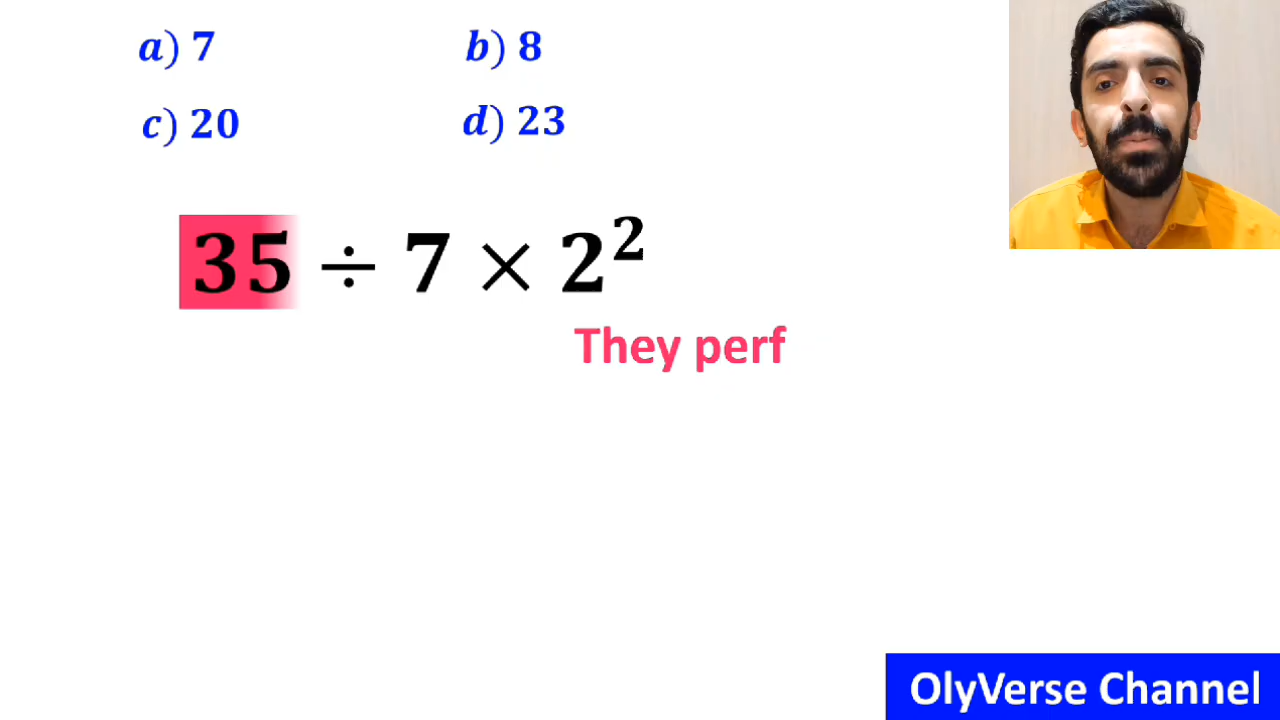 a) 7 b) 8
c) 20 d) 23
35 ÷ 7 × 2²
They perf
OlyVerse Channel